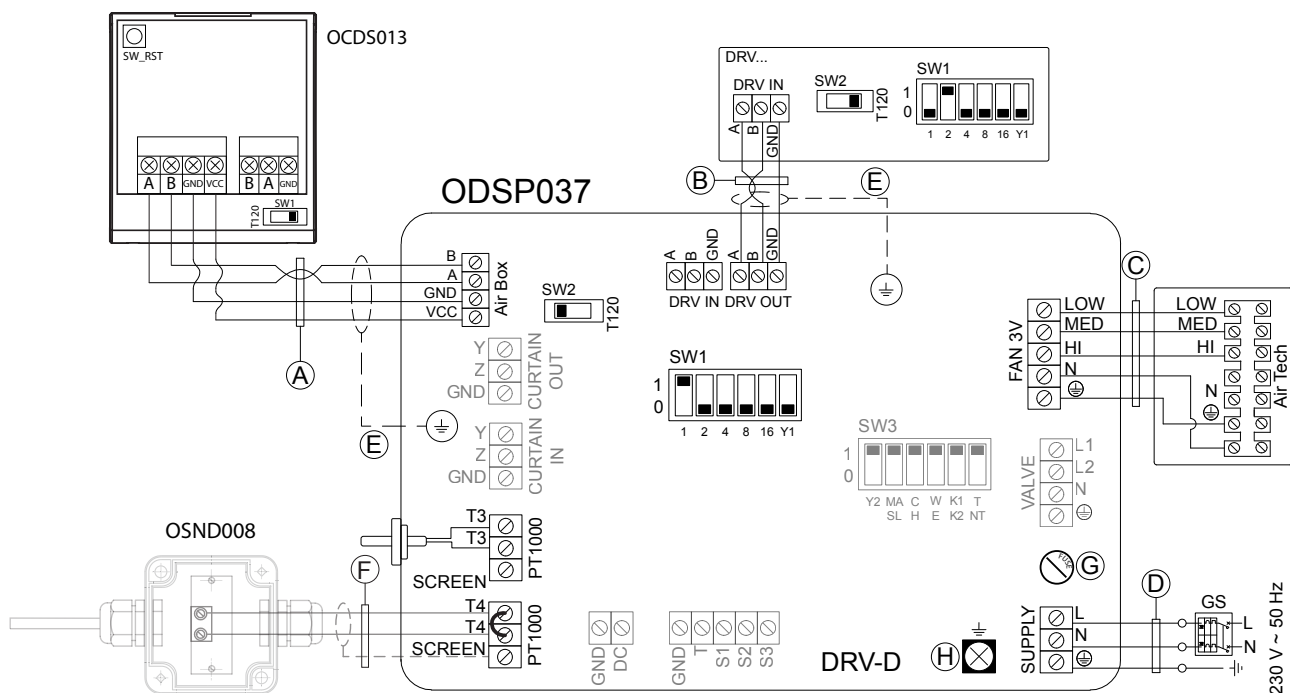 OCDS013
SW_RST
A B GND VCC B A GND
SW1
T120
DRV...
DRV IN
A B GND
SW2
T120
SW1
1
0
1 2 4 8 16 Y1
B
E
ODSP037
B
A
GND
VCC
Air Box
A
E
SW2
T120
A B GND A B GND
DRV IN DRV OUT
C
LOW LOW
MED MED
HI HI
N
N
FAN 3V
Air Tech
Y
Z
GND
CURTAIN OUT
Y
Z
GND
CURTAIN IN
SW1
1
0
1 2 4 8 16 Y1
SW3
1
0
Y2 MA C W K1 T
SL H E K2 NT
L1
L2
N
VALVE
FUSE
G
OSND008
F
T3
T3
SCREEN
PT1000
T4
T4
SCREEN
PT1000
GND DC
GND T S1 S2 S3
DRV-D
H
L
N
SUPPLY
D
GS
L
N
230 V ~ 50 Hz